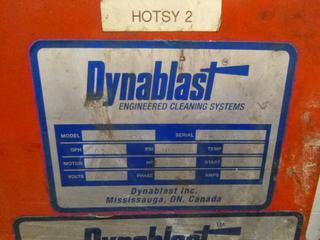 HOTSY 2
Dynablast
ENGINEERED CLEANING SYSTEMS
MODEL SERIAL
GPH PSI TEMP
MOTOR HP START
VOLTS PHASE AMPS
Dynablast Inc.
Mississauga, ON. Canada
Dynablast